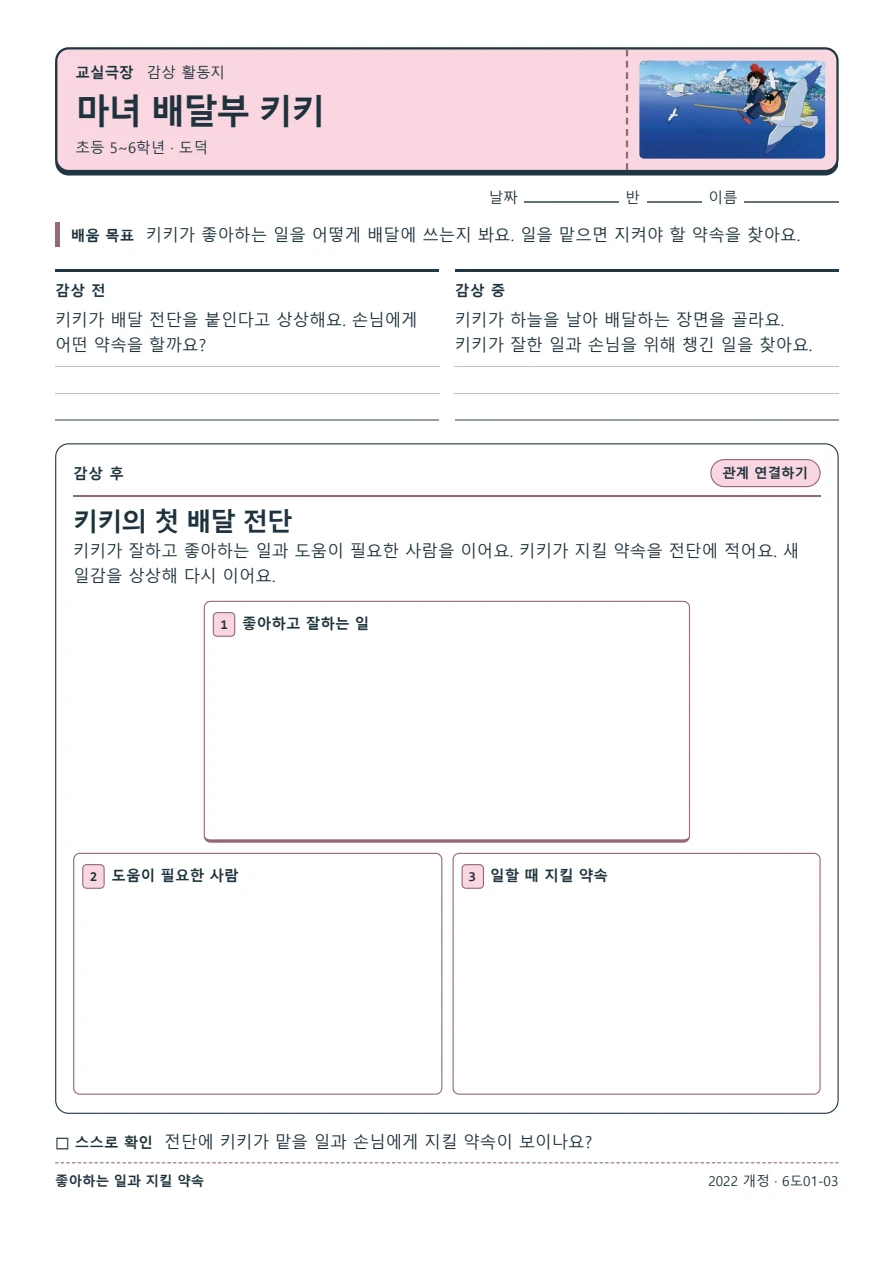 교실극장 감상 활동지
마녀 배달부 키키
초등 5~6학년 · 도덕
날짜 반 이름
배움 목표 키키가 좋아하는 일을 어떻게 배달에 쓰는지 봐요. 일을 맡으면 지켜야 할 약속을 찾아요.
감상 전
키키가 배달 전단을 붙인다고 상상해요. 손님에게
어떤 약속을 할까요?
감상 중
키키가 하늘을 날아 배달하는 장면을 골라요.
키키가 잘한 일과 손님을 위해 챙긴 일을 찾아요.
감상 후
관계 연결하기
키키의 첫 배달 전단
키키가 잘하고 좋아하는 일과 도움이 필요한 사람을 이어요. 키키가 지킬 약속을 전단에 적어요. 새
일감을 상상해 다시 이어요.
1 좋아하고 잘하는 일
2 도움이 필요한 사람
3 일할 때 지킬 약속
스스로 확인 전단에 키키가 맡을 일과 손님에게 지킬 약속이 보이나요?
좋아하는 일과 지킬 약속
2022 개정 · 6도01-03